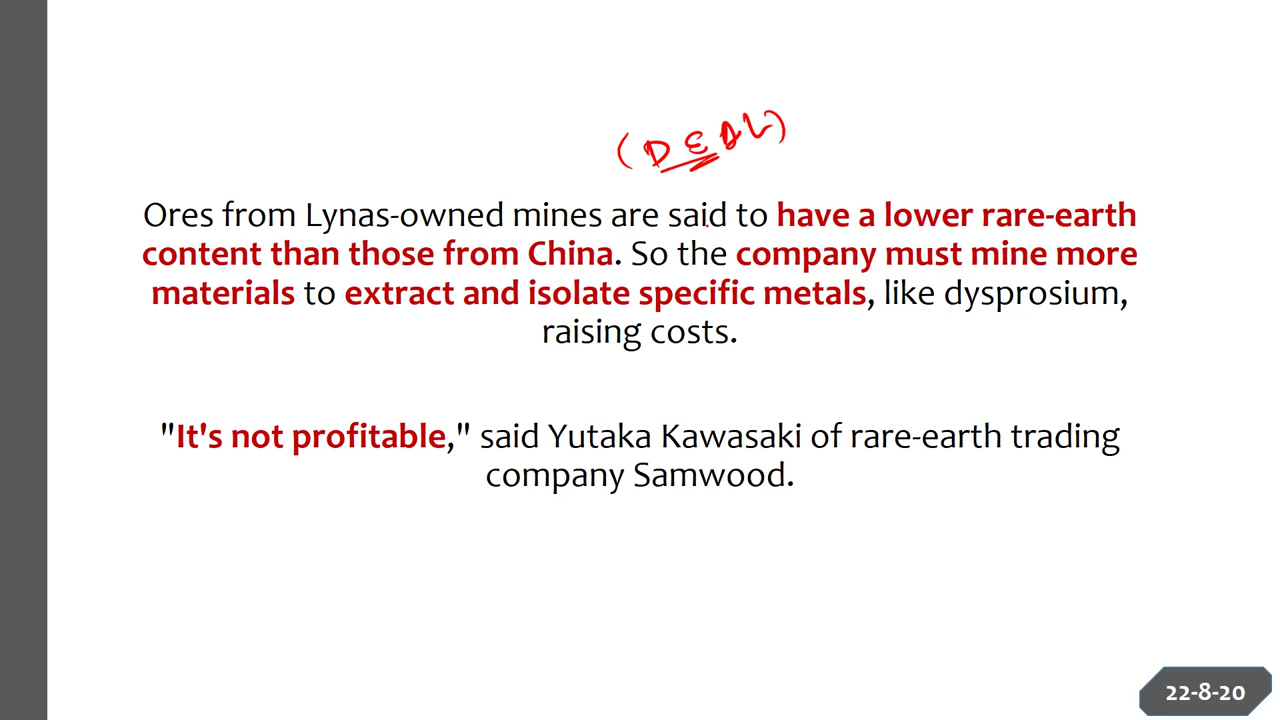 (DEAL)
Ores from Lynas-owned mines are said to have a lower rare-earth
content than those from China. So the company must mine more
materials to extract and isolate specific metals, like dysprosium,
raising costs.
"It's not profitable," said Yutaka Kawasaki of rare-earth trading
company Samwood.
22-8-20